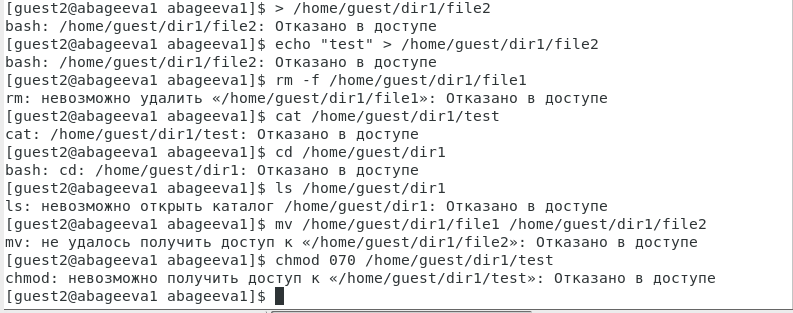 [guest2@abageeva1 abageeva1]$ > /home/guest/dir1/file2
bash: /home/guest/dir1/file2: Отказано в доступе
[guest2@abageeva1 abageeva1]$ echo "test" > /home/guest/dir1/file2
bash: /home/guest/dir1/file2: Отказано в доступе
[guest2@abageeva1 abageeva1]$ rm -f /home/guest/dir1/file1
rm: невозможно удалить «/home/guest/dir1/file1»: Отказано в доступе
[guest2@abageeva1 abageeva1]$ cat /home/guest/dir1/test
cat: /home/guest/dir1/test: Отказано в доступе
[guest2@abageeva1 abageeva1]$ cd /home/guest/dir1
bash: cd: /home/guest/dir1: Отказано в доступе
[guest2@abageeva1 abageeva1]$ ls /home/guest/dir1
ls: невозможно открыть каталог /home/guest/dir1: Отказано в доступе
[guest2@abageeva1 abageeva1]$ mv /home/guest/dir1/file1 /home/guest/dir1/file2
mv: не удалось получить доступ к «/home/guest/dir1/file2»: Отказано в доступе
[guest2@abageeva1 abageeva1]$ chmod 070 /home/guest/dir1/test
chmod: невозможно получить доступ к «/home/guest/dir1/test»: Отказано в доступе
[guest2@abageeva1 abageeva1]$